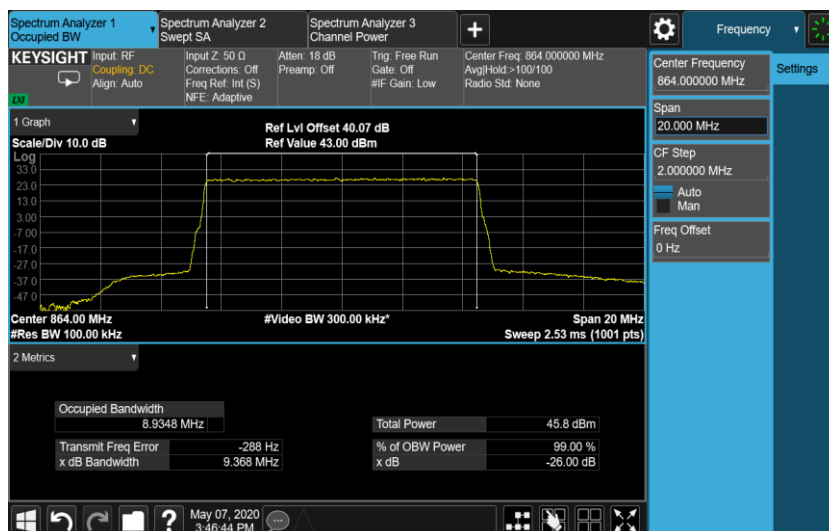 Spectrum Analyzer 1
Occupied BW
Spectrum Analyzer 2
Swept SA
Spectrum Analyzer 3
Channel Power
+
Frequency
KEYSIGHT
Input: RF
Coupling: DC
Align: Auto
Input Z: 50 Ω
Corrections: Off
Freq Ref: Int (S)
NFE: Adaptive
Atten: 18 dB
Preamp: Off
Trig: Free Run
Gate: Off
#IF Gain: Low
Center Freq: 864.000000 MHz
Avg|Hold:>100/100
Radio Std: None
LXI
Center Frequency
864.000000 MHz
Settings
Span
20.000 MHz
CF Step
2.000000 MHz
Auto
Man
Freq Offset
0 Hz
1 Graph
Scale/Div 10.0 dB
Ref Lvl Offset 40.07 dB
Ref Value 43.00 dBm
Log
33.0
23.0
13.0
3.00
-7.00
-17.0
-27.0
-37.0
-47.0
Center 864.00 MHz
#Video BW 300.00 kHz*
Span 20 MHz
#Res BW 100.00 kHz
Sweep 2.53 ms (1001 pts)
2 Metrics
Occupied Bandwidth
8.9348 MHz
Total Power 45.8 dBm
Transmit Freq Error -288 Hz
% of OBW Power 99.00 %
x dB Bandwidth 9.368 MHz
x dB -26.00 dB
?
May 07, 2020
3:46:44 PM